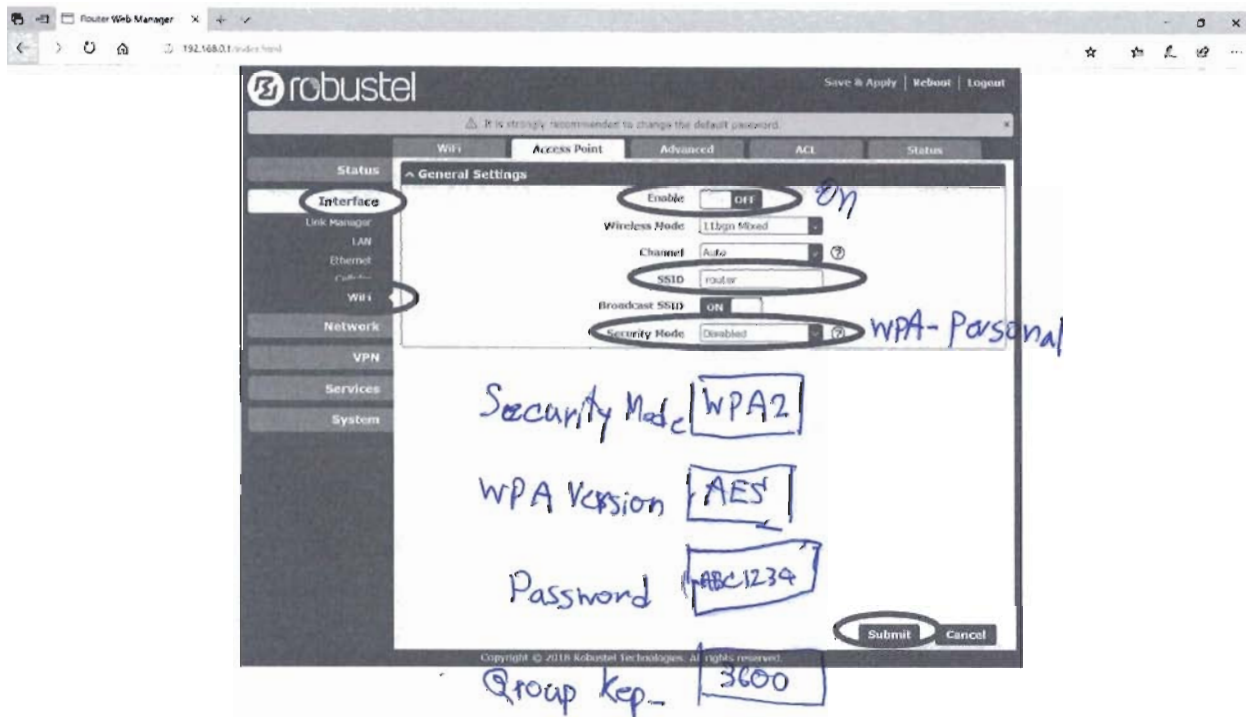 Router Web Manager
192.168.0.1/index.html
robustel
Save & Apply | Reboot | Logout
It is strongly recommended to change the default password.
WiFi Access Point Advanced ACL Status
Status
Interface
Link Manager
LAN
Ethernet
Cellular
WiFi
Network
VPN
Services
System
^ General Settings
Enable OFF On
Wireless Mode 11bgn Mixed
Channel Auto ?
SSID router
Broadcast SSID ON
Security Mode Disabled ? WPA-Personal
Security Mode WPA2
WPA Version AES
Password ABC1234
Submit Cancel
Copyright © 2018 Robustel Technologies. All rights reserved.
Group Key 3600